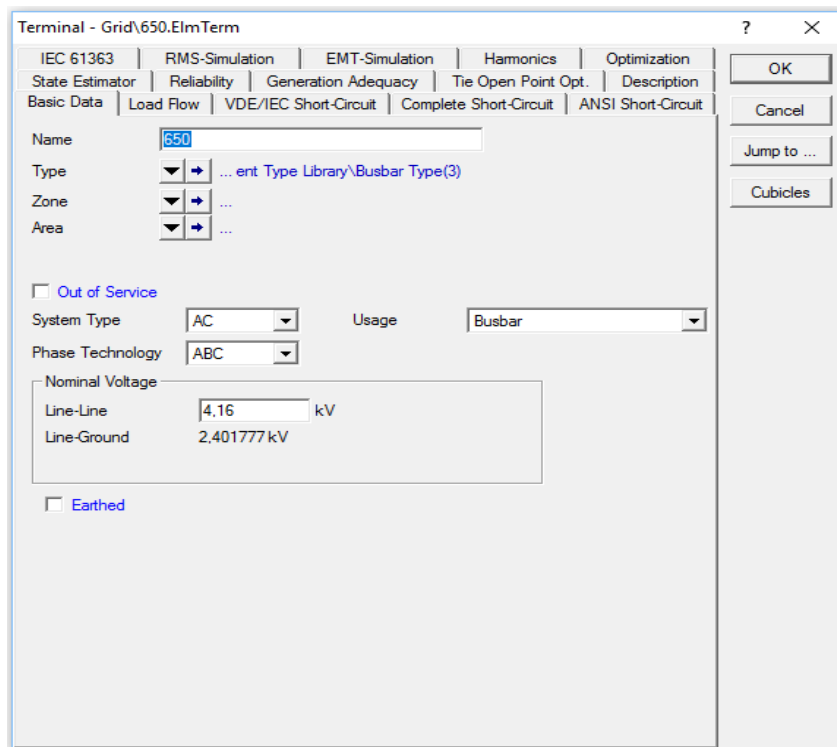 Terminal - Grid\650.ElmTerm ? ×
IEC 61363 RMS-Simulation EMT-Simulation Harmonics Optimization
State Estimator Reliability Generation Adequacy Tie Open Point Opt. Description
Basic Data Load Flow VDE/IEC Short-Circuit Complete Short-Circuit ANSI Short-Circuit
OK
Cancel
Jump to ...
Cubicles
Name 650
Type ... ent Type Library\Busbar Type(3)
Zone ...
Area ...
Out of Service
System Type AC Usage Busbar
Phase Technology ABC
Nominal Voltage
Line-Line 4,16 kV
Line-Ground 2,401777 kV
Earthed